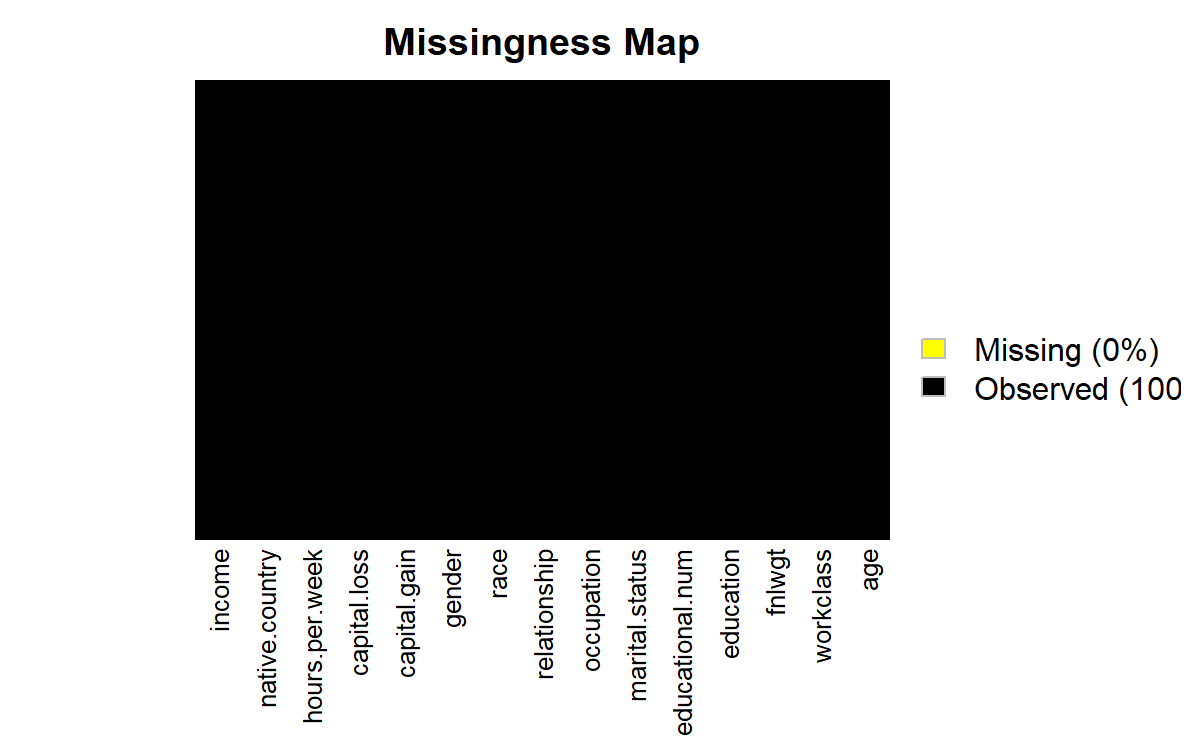 Missingness Map
Missing (0%)
Observed (100
income
native.country
hours.per.week
capital.loss
capital.gain
gender
race
relationship
occupation
marital.status
educational.num
education
fnlwgt
workclass
age